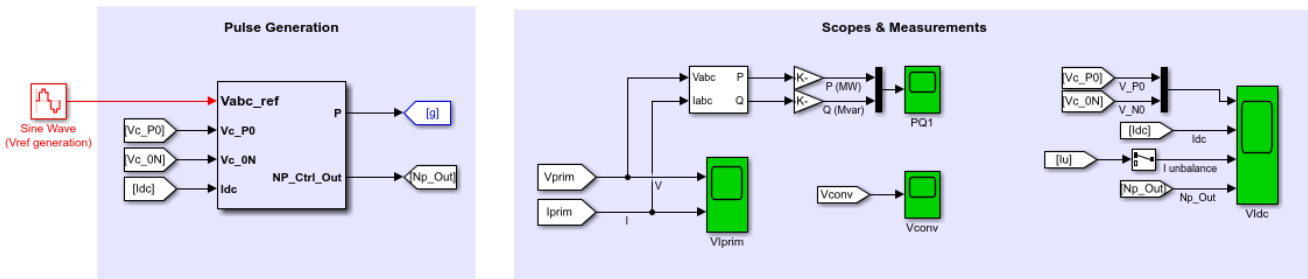 Pulse Generation
Sine Wave
(Vref generation)
[Vc_P0]
[Vc_0N]
[Idc]
Vabc_ref
Vc_P0
Vc_0N
Idc
P
NP_Ctrl_Out
[g]
[Np_Out]
Scopes & Measurements
Vprim
Iprim
V
I
VIprim
Vabc
Iabc
P
Q
K-
K-
P (MW)
Q (Mvar)
PQ1
Vconv
Vconv
[Vc_P0]
[Vc_0N]
V_P0
V_N0
[Idc]
Idc
[Iu]
I unbalance
[Np_Out]
Np_Out
VIdc